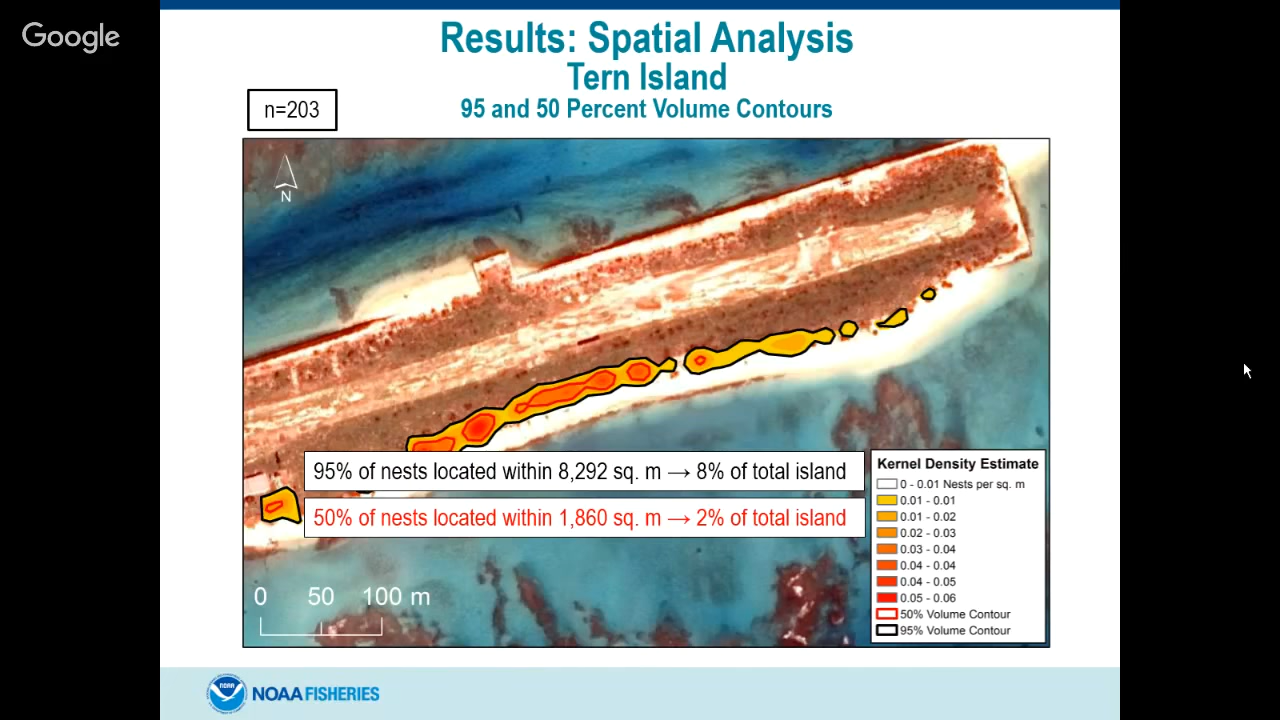 Google
Results: Spatial Analysis
Tern Island
95 and 50 Percent Volume Contours
n=203
N
95% of nests located within 8,292 sq. m → 8% of total island
50% of nests located within 1,860 sq. m → 2% of total island
0 50 100 m
Kernel Density Estimate
0 - 0.01 Nests per sq. m
0.01 - 0.01
0.01 - 0.02
0.02 - 0.03
0.03 - 0.04
0.04 - 0.04
0.04 - 0.05
0.05 - 0.06
50% Volume Contour
95% Volume Contour
NOAA
NOAA FISHERIES